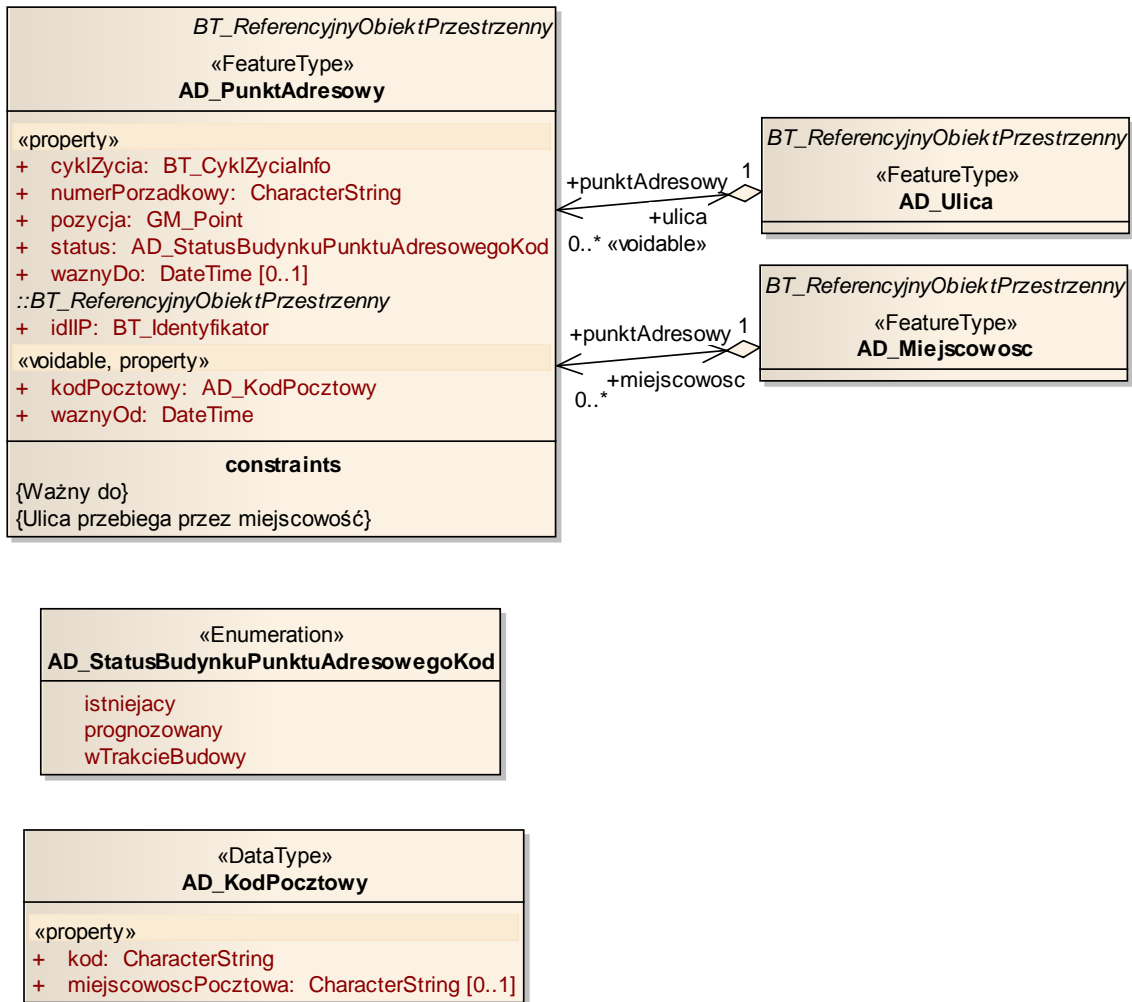 BT_ReferencyjnyObiektPrzestrzenny
«FeatureType»
AD_PunktAdresowy
«property»
+ cyklZycia: BT_CyklZyciaInfo
+ numerPorzadkowy: CharacterString
+ pozycja: GM_Point
+ status: AD_StatusBudynkuPunktuAdresowegoKod
+ waznyDo: DateTime [0..1]
::BT_ReferencyjnyObiektPrzestrzenny
+ idIIP: BT_Identyfikator
«voidable, property»
+ kodPocztowy: AD_KodPocztowy
+ waznyOd: DateTime
constraints
{Ważny do}
{Ulica przebiega przez miejscowość}
+punktAdresowy 1
+ulica
0..* «voidable»
BT_ReferencyjnyObiektPrzestrzenny
«FeatureType»
AD_Ulica
+punktAdresowy 1
+miejscowosc
0..*
BT_ReferencyjnyObiektPrzestrzenny
«FeatureType»
AD_Miejscowosc
«Enumeration»
AD_StatusBudynkuPunktuAdresowegoKod
istniejacy
prognozowany
wTrakcieBudowy
«DataType»
AD_KodPocztowy
«property»
+ kod: CharacterString
+ miejscowoscPocztowa: CharacterString [0..1]